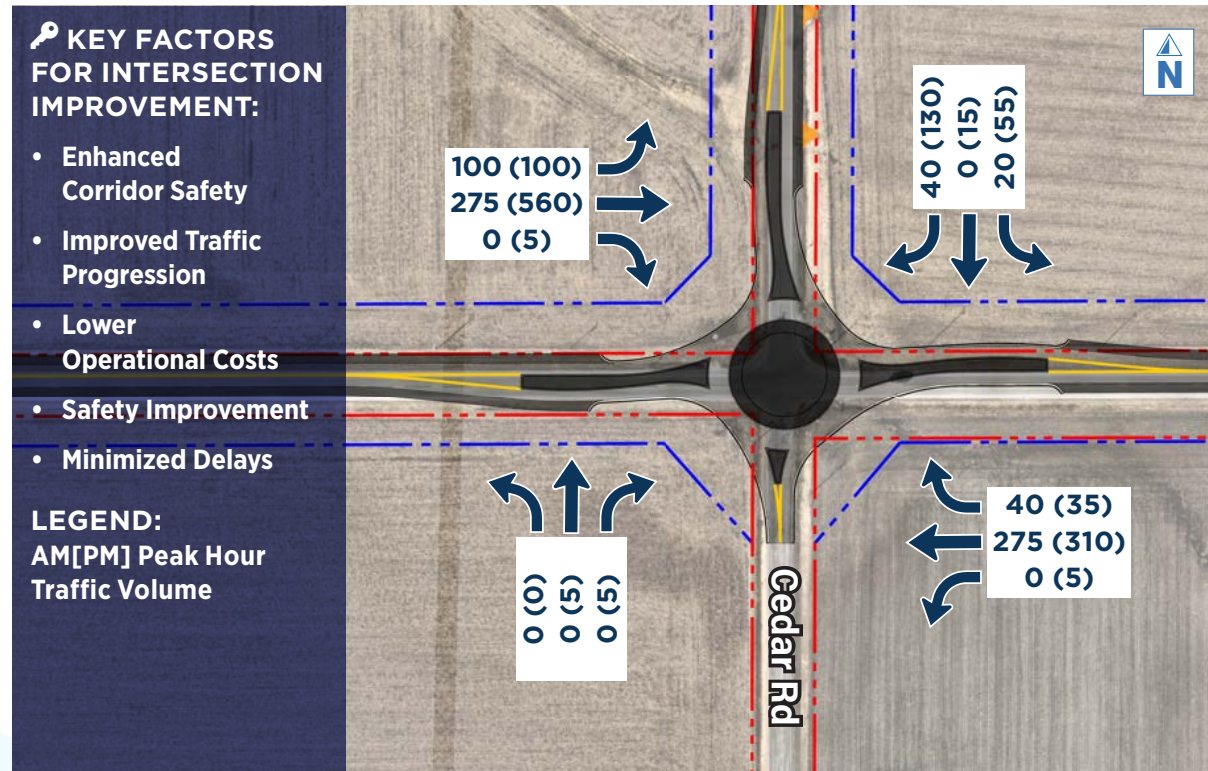 KEY FACTORS
FOR INTERSECTION
IMPROVEMENT:
• Enhanced
Corridor Safety
• Improved Traffic
Progression
• Lower
Operational Costs
• Safety Improvement
• Minimized Delays
LEGEND:
AM[PM] Peak Hour
Traffic Volume
100 (100)
275 (560)
0 (5)
40 (130)
0 (15)
20 (55)
N
0 (0)
0 (5)
0 (5)
40 (35)
275 (310)
0 (5)
Cedar Rd